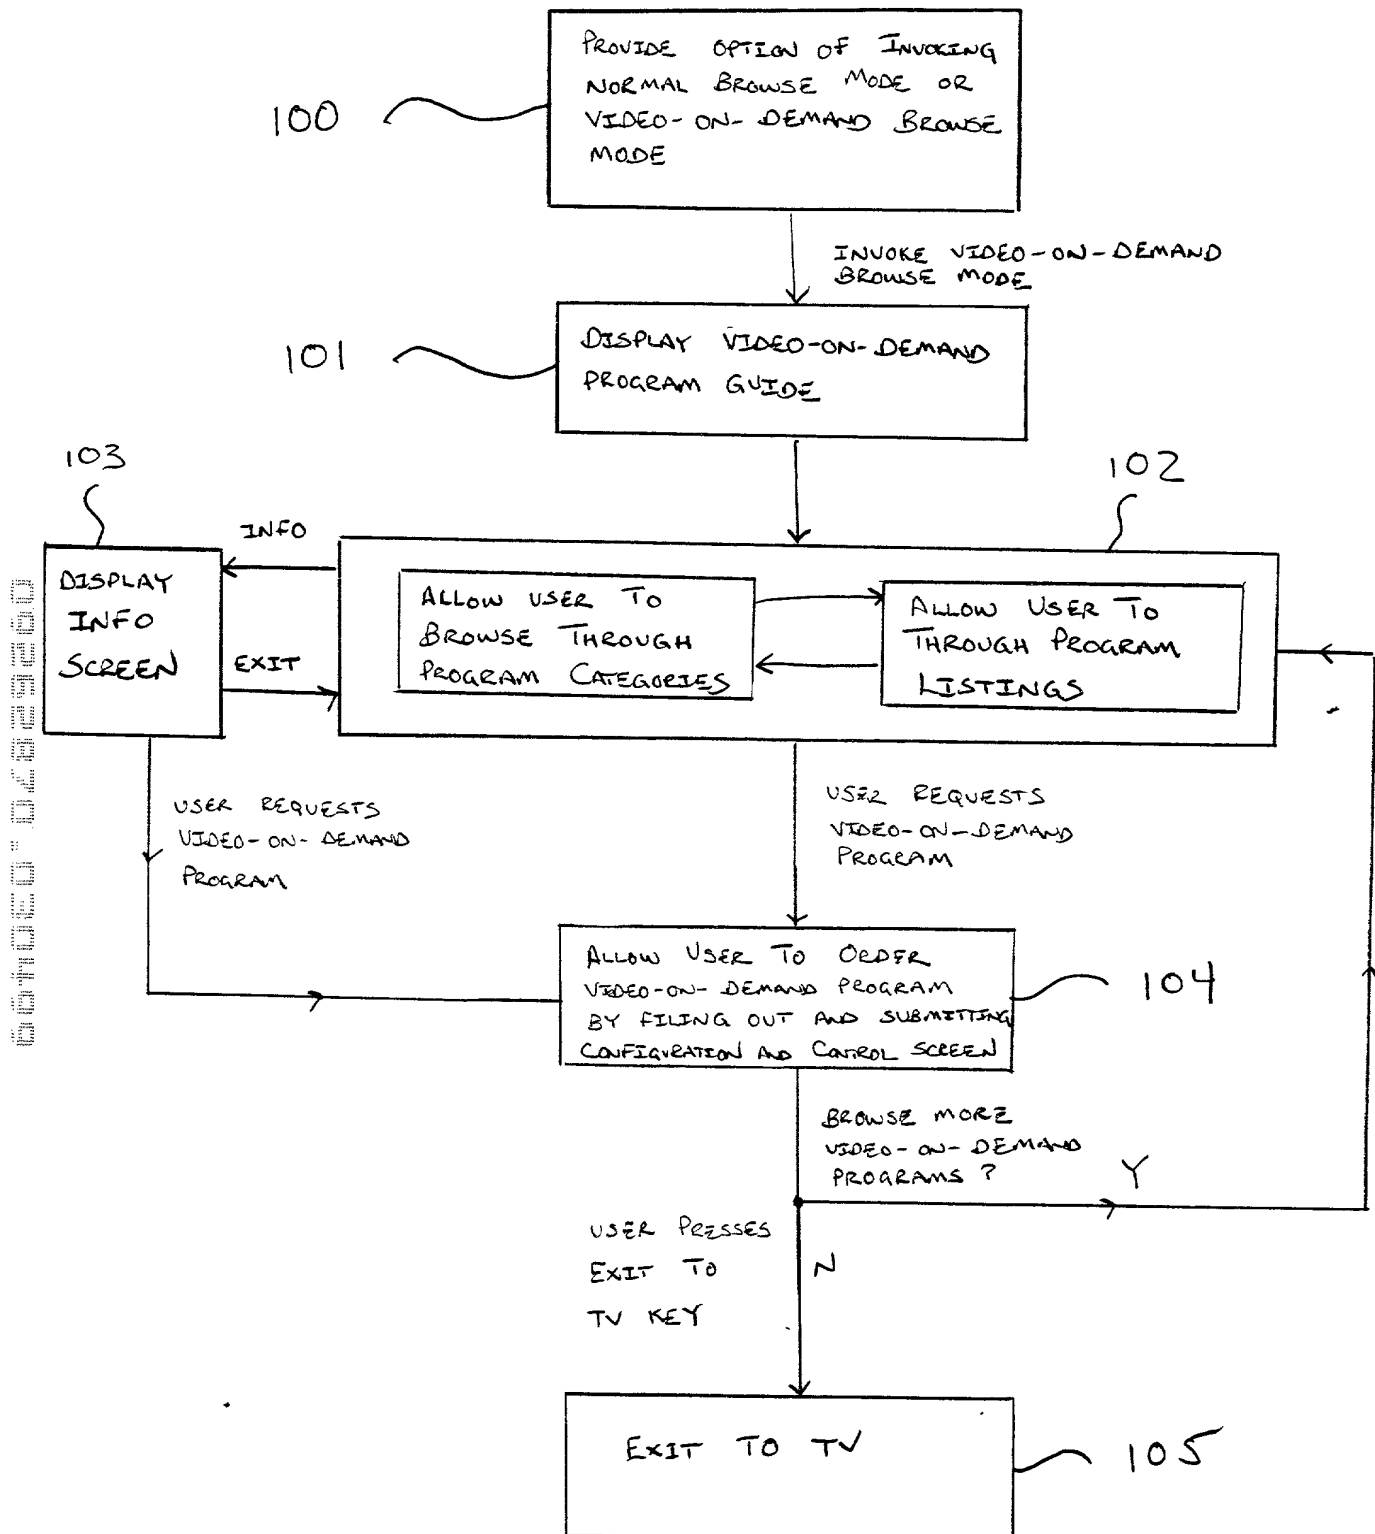 PROVIDE OPTION OF INVOKING
NORMAL BROWSE MODE OR
VIDEO-ON-DEMAND BROWSE
MODE
100
INVOKE VIDEO-ON-DEMAND
BROWSE MODE
DISPLAY VIDEO-ON-DEMAND
PROGRAM GUIDE
101
103
102
INFO
DISPLAY
INFO
SCREEN
EXIT
ALLOW USER TO
BROWSE THROUGH
PROGRAM CATEGORIES
ALLOW USER TO
THROUGH PROGRAM
LISTINGS
USER REQUESTS
VIDEO-ON-DEMAND
PROGRAM
USER REQUESTS
VIDEO-ON-DEMAND
PROGRAM
ALLOW USER TO ORDER
VIDEO-ON-DEMAND PROGRAM
BY FILING OUT AND SUBMITTING
CONFIGURATION AND CONTROL SCREEN
104
BROWSE MORE
VIDEO-ON-DEMAND
PROGRAMS ?
Y
USER PRESSES
EXIT TO
TV KEY
N
EXIT TO TV
105